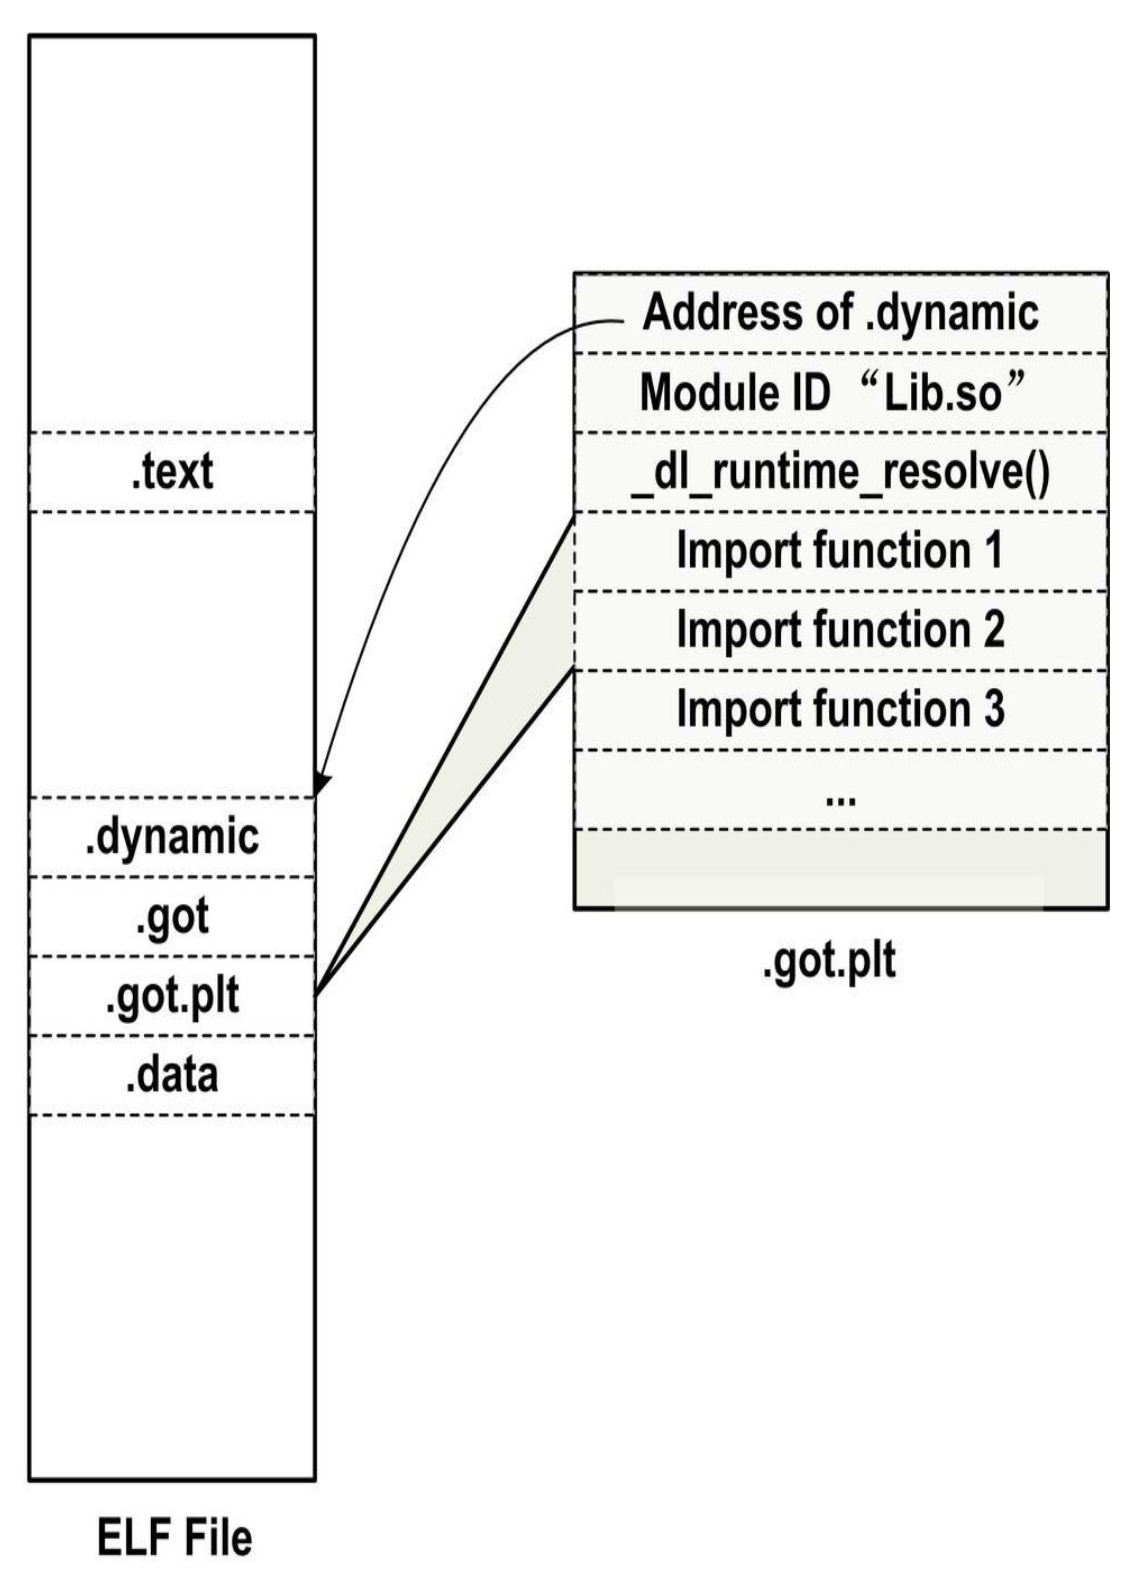 .text
.dynamic
.got
.got.plt
.data
ELF File
Address of .dynamic
Module ID “Lib.so”
_dl_runtime_resolve()
Import function 1
Import function 2
Import function 3
...
.got.plt